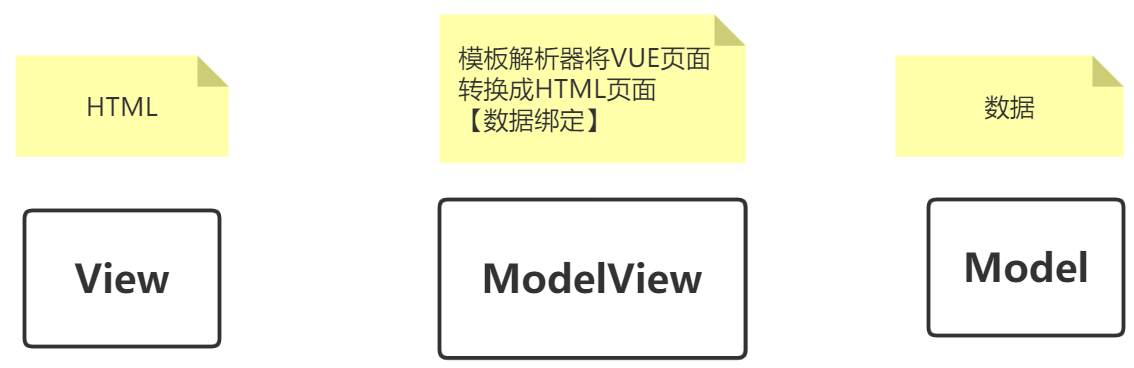 HTML
模板解析器将VUE页面
转换成HTML页面
【数据绑定】
数据
View
ModelView
Model